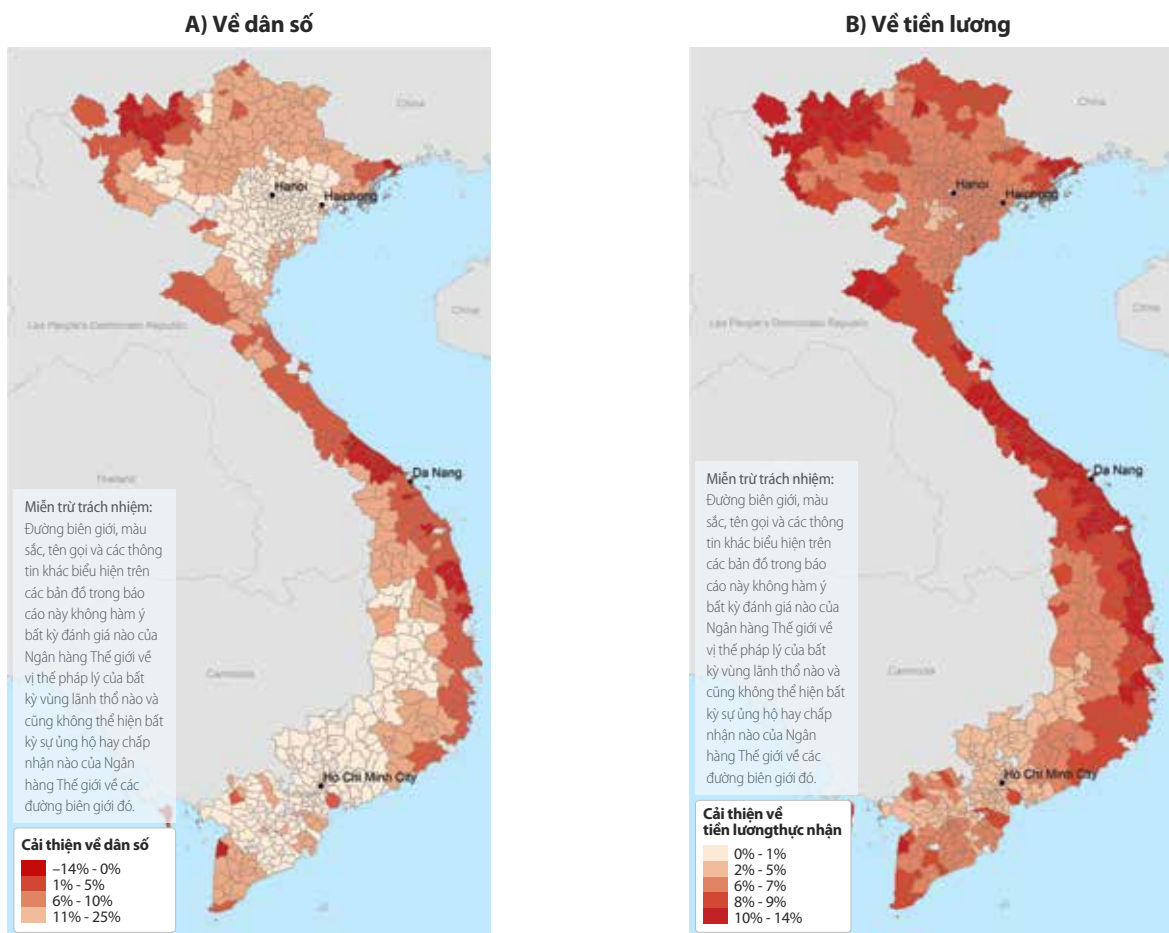 A) Về dân số
China
Hanoi
Haiphong
China
Lao People's Democratic Republic
Thailand
Da Nang
Cambodia
Ho Chi Minh City
Miễn trừ trách nhiệm:
Đường biên giới, màu
sắc, tên gọi và các thông
tin khác biểu hiện trên
các bản đồ trong báo
cáo này không hàm ý
bất kỳ đánh giá nào của
Ngân hàng Thế giới về
vị thế pháp lý của bất
kỳ vùng lãnh thổ nào và
cũng không thể hiện bất
kỳ sự ủng hộ hay chấp
nhận nào của Ngân
hàng Thế giới về các
đường biên giới đó.
Cải thiện về dân số
–14% - 0%
1% - 5%
6% - 10%
11% - 25%
B) Về tiền lương
China
Hanoi
Haiphong
China
Lao People's Democratic Republic
Da Nang
Cambodia
Ho Chi Minh City
Miễn trừ trách nhiệm:
Đường biên giới, màu
sắc, tên gọi và các thông
tin khác biểu hiện trên
các bản đồ trong báo
cáo này không hàm ý
bất kỳ đánh giá nào của
Ngân hàng Thế giới về
vị thế pháp lý của bất
kỳ vùng lãnh thổ nào và
cũng không thể hiện bất
kỳ sự ủng hộ hay chấp
nhận nào của Ngân
hàng Thế giới về các
đường biên giới đó.
Cải thiện về
tiền lươngthực nhận
0% - 1%
2% - 5%
6% - 7%
8% - 9%
10% - 14%